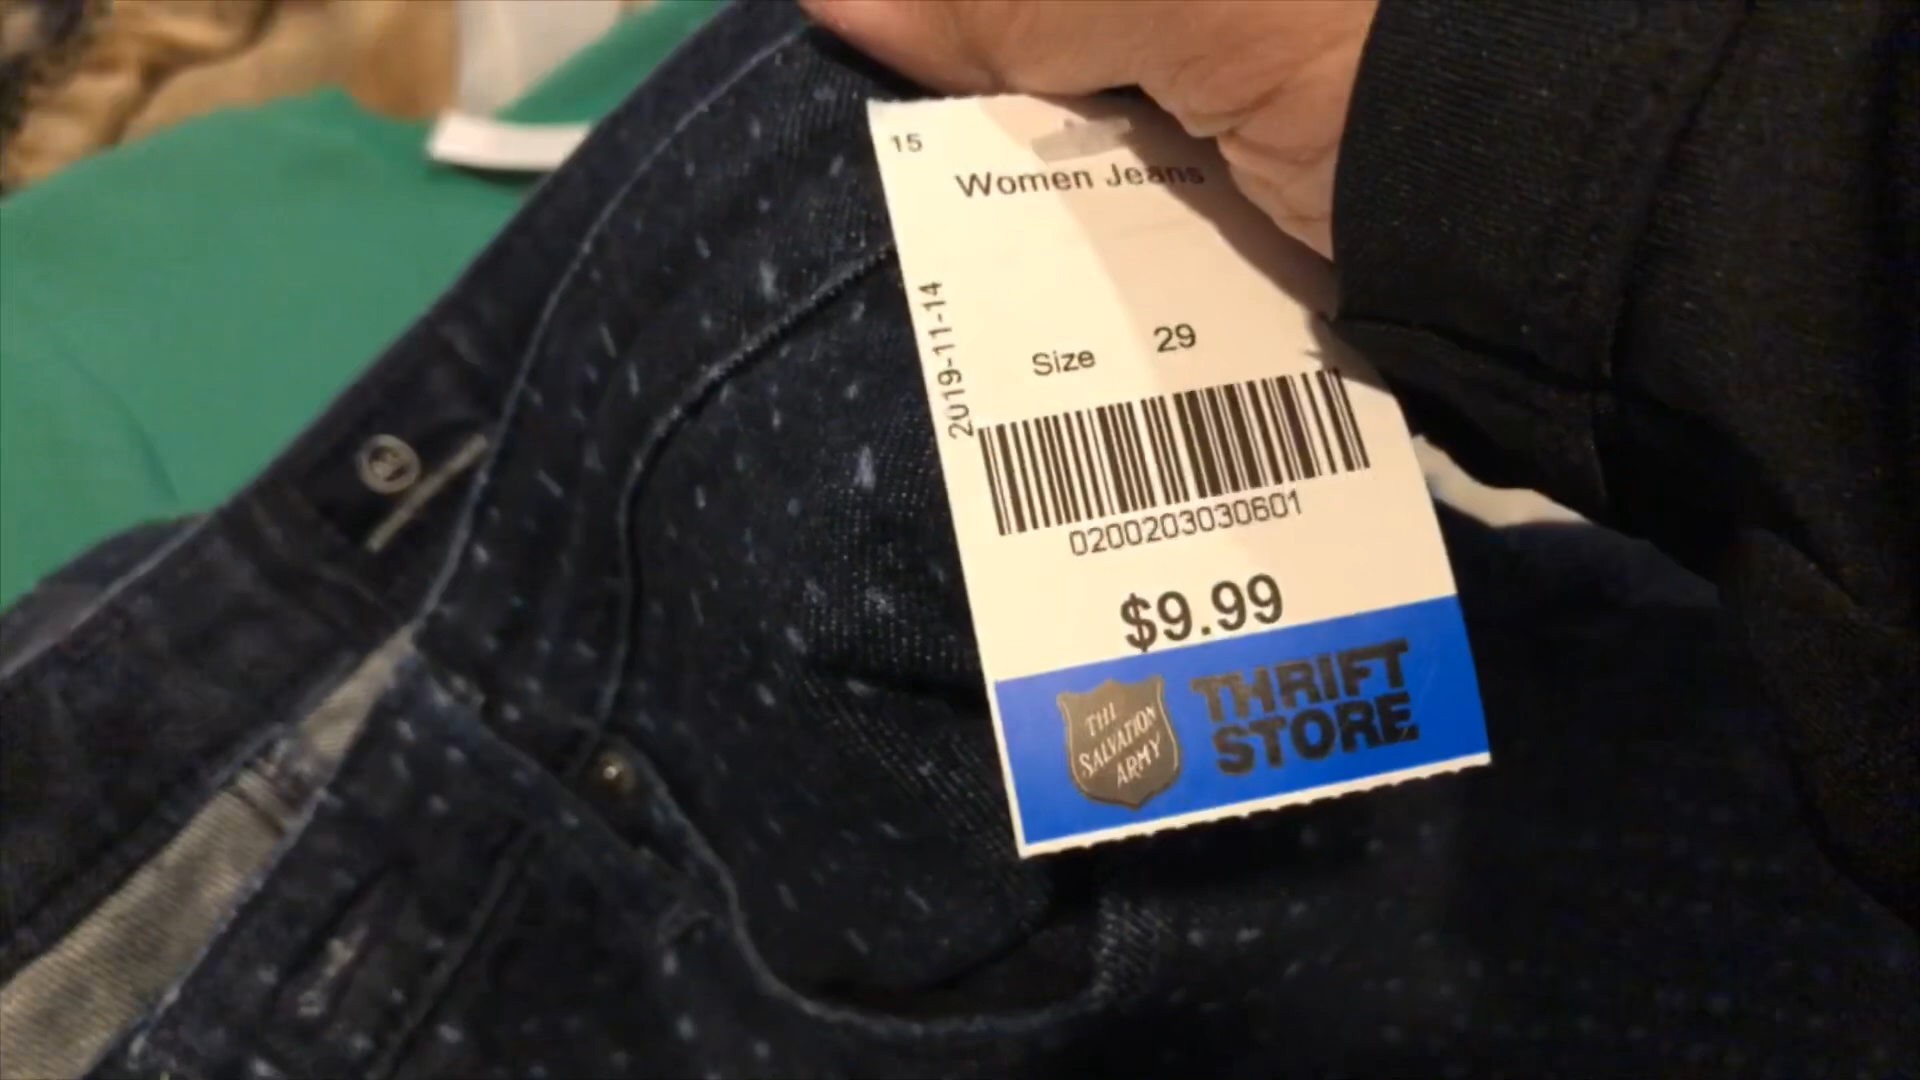 15
Women Jeans
2019-11-14
Size 29
0200203030601
$9.99
THE
SALVATION
ARMY
THRIFT
STORE